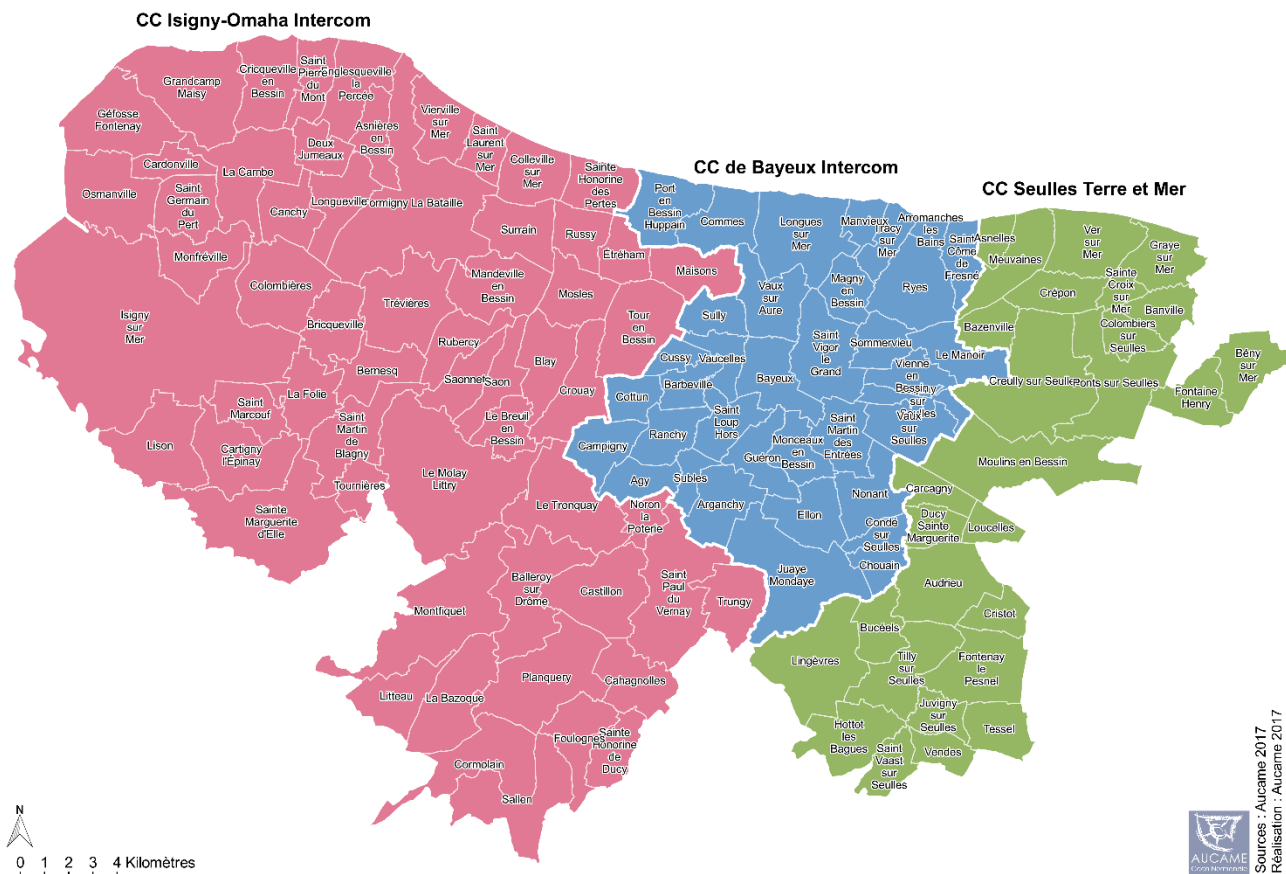 CC Isigny-Omaha Intercom
Grandcamp
Maisy
Cricqueville
en
Bessin
Saint
Pierre
du
Mont
Englesqueville
la
Percée
Géfosse
Fontenay
Deux
Jumeaux
Asnières
en
Bessin
Vierville
sur
Mer
Saint
Laurent
sur
Mer
Colleville
sur
Mer
Sainte
Honorine
des
Pertes
Cardonville
La Cambe
Osmanville
Saint
Germain
du
Pert
Canchy
Longueville
Formigny La Bataille
Surrain
Russy
Étréham
Maisons
Monfréville
Colombières
Mandeville
en
Bessin
Mosles
Isigny
sur
Mer
Trévières
Tour
en
Bessin
Bricqueville
Rubercy
Bernesq
Blay
Saonnet
Saon
Crouay
La Folie
Saint
Marcouf
Le Breuil
en
Bessin
Lison
Cartigny
l'Épinay
Saint
Martin
de
Blagny
Le Molay
Littry
Tournières
Sainte
Marguerite
d'Elle
Le Tronquay
Noron
la
Poterie
Balleroy
sur
Drôme
Castillon
Saint
Paul
du
Vernay
Trungy
Montfiquet
Planquery
Cahagnolles
Litteau
La Bazoque
Foulognes
Sainte
Honorine
de
Ducy
Cormolain
Sallen
CC de Bayeux Intercom
Port
en
Bessin
Huppain
Commes
Longues
sur
Mer
Manvieux
Tracy
sur
Mer
Arromanches
les
Bains
Saint
Côme
de
Fresné
Vaux
sur
Aure
Magny
en
Bessin
Ryes
Sully
Saint
Vigor
le
Grand
Sommervieu
Cussy
Vaucelles
Le Manoir
Vienne
en
Bessin
Barbeville
Bayeux
Cottun
Saint
Loup
Hors
Vaux
sur
Seulles
Ranchy
Campigny
Monceaux
en
Bessin
Saint
Martin
des
Entrées
Guéron
Agy
Subles
Arganchy
Nonant
Ellon
Condé
sur
Seulles
Chouain
Juaye
Mondaye
CC Seulles Terre et Mer
Asnelles
Meuvaines
Ver
sur
Mer
Graye
sur
Mer
Crépon
Sainte
Croix
sur
Mer
Banville
Bazenville
Colombiers
sur
Seulles
Creully sur Seulles
Ponts sur Seulles
Bény
sur
Mer
Fontaine
Henry
Moulins en Bessin
Carcagny
Ducy
Sainte
Marguerite
Loucelles
Audrieu
Cristot
Bucéels
Lingèvres
Tilly
sur
Seulles
Fontenay
le
Pesnel
Juvigny
sur
Seulles
Tessel
Hottot
les
Bagues
Saint
Vaast
sur
Seulles
Vendes
N
0 1 2 3 4 Kilomètres
AUCAME
Caen Normandie
Sources : Aucame 2017
Réalisation : Aucame 2017